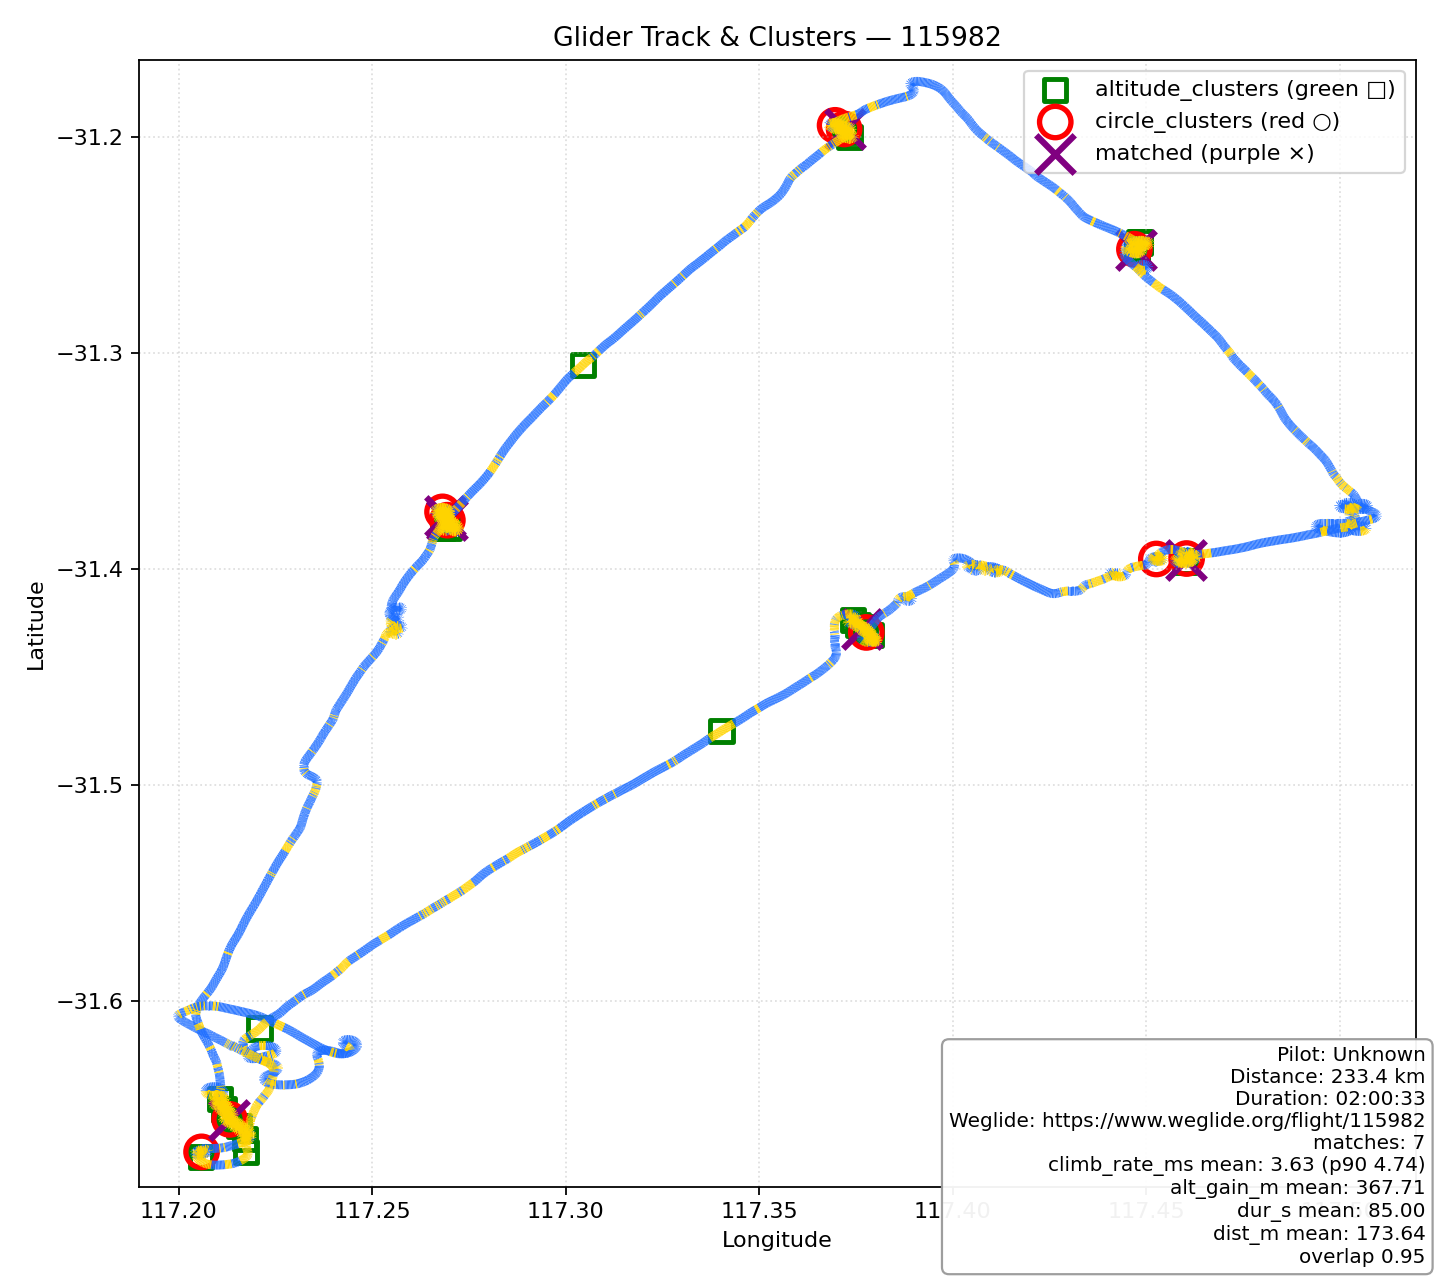 Glider Track & Clusters — 115982
altitude_clusters (green □)
circle_clusters (red ○)
matched (purple ×)
−31.2
−31.3
−31.4
−31.5
−31.6
Latitude
117.20
117.25
117.30
117.35
117.40
117.45
Longitude
Pilot: Unknown
Distance: 233.4 km
Duration: 02:00:33
Weglide: https://www.weglide.org/flight/115982
matches: 7
climb_rate_ms mean: 3.63 (p90 4.74)
alt_gain_m mean: 367.71
dur_s mean: 85.00
dist_m mean: 173.64
overlap 0.95